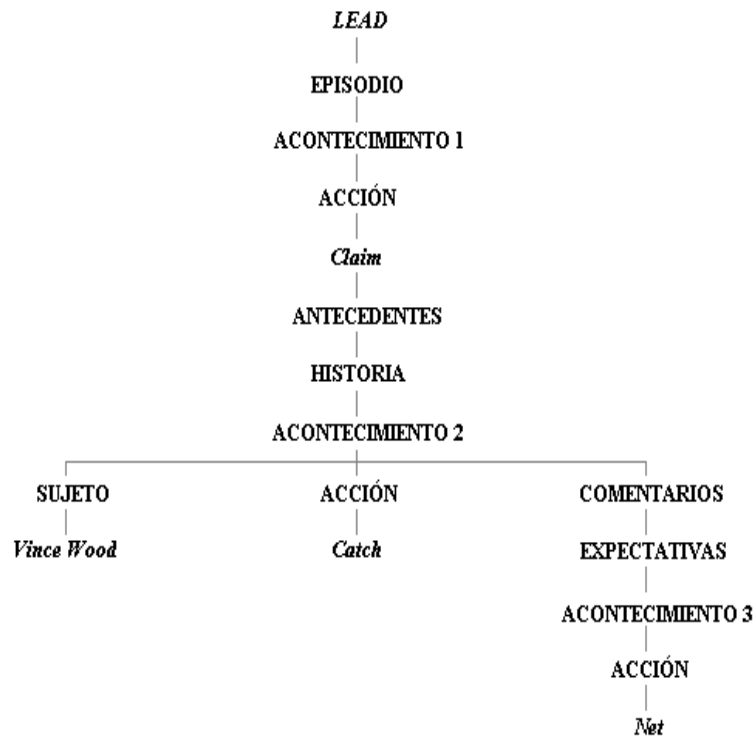 LEAD
EPISODIO
ACONTECIMIENTO 1
ACCIÓN
Claim
ANTECEDENTES
HISTORIA
ACONTECIMIENTO 2
SUJETO ACCIÓN COMENTARIOS
Vince Wood Catch EXPECTATIVAS
ACONTECIMIENTO 3
ACCIÓN
Net